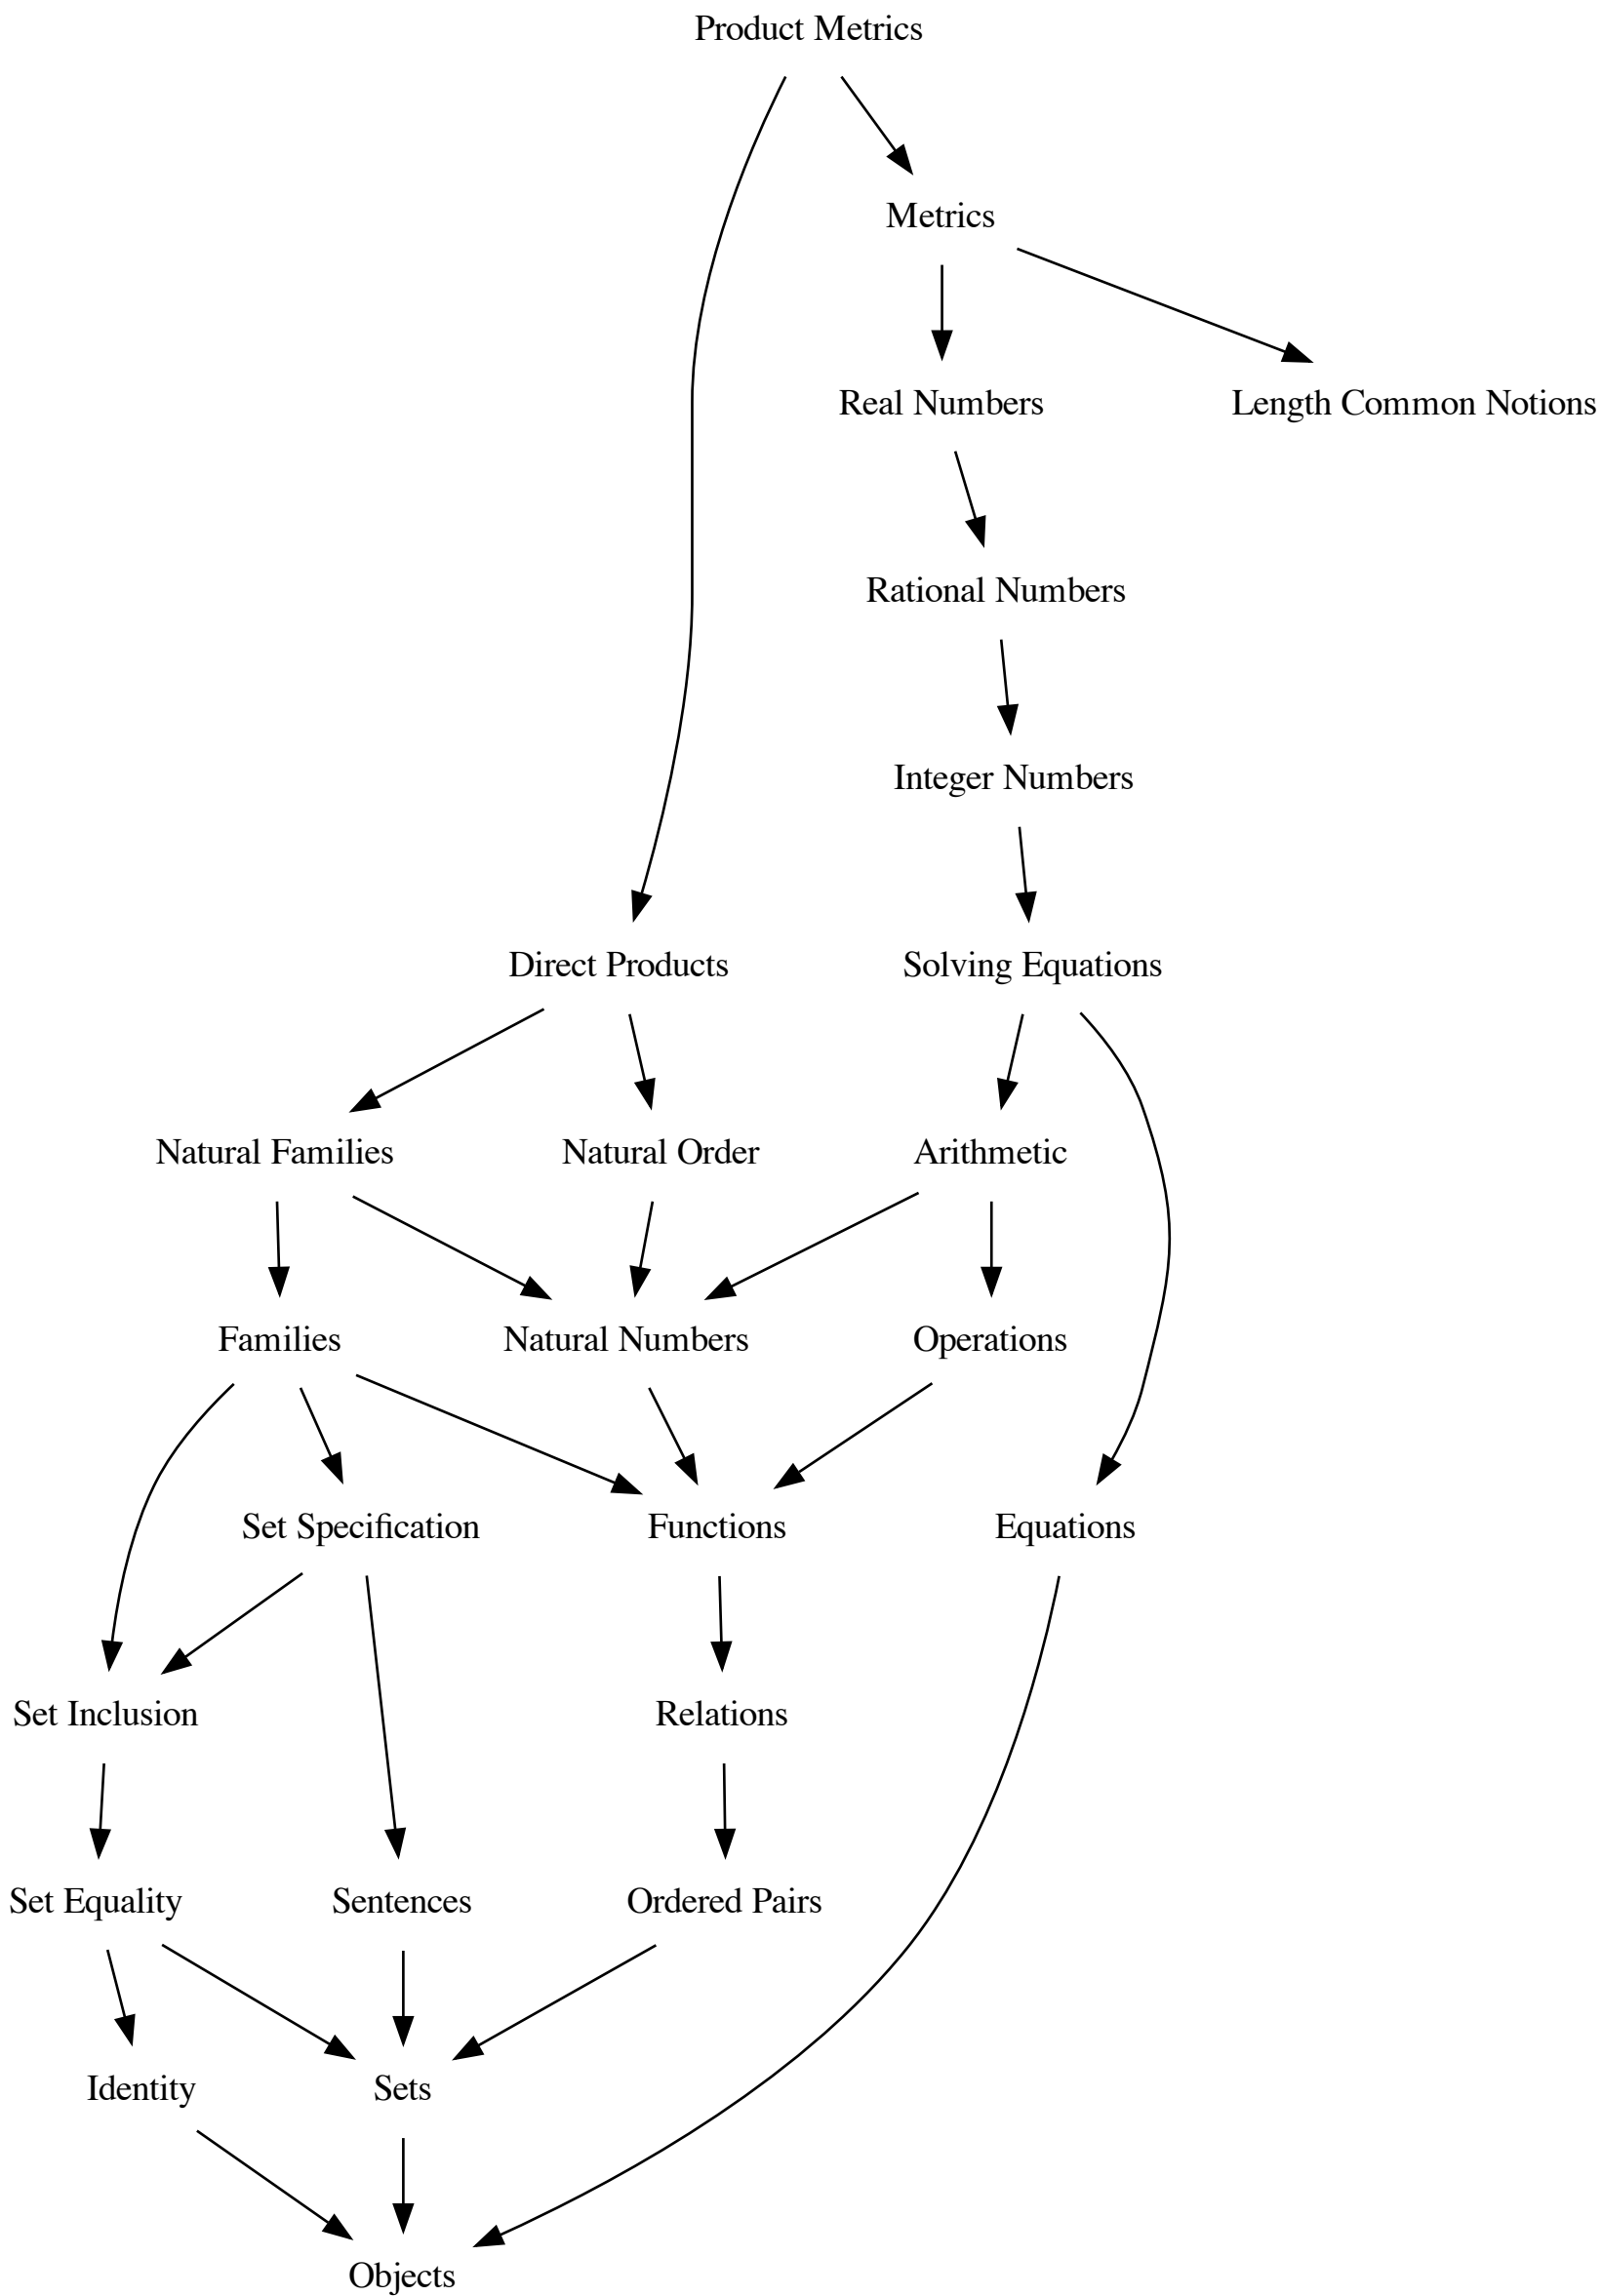 Product Metrics
Metrics
Real Numbers
Length Common Notions
Rational Numbers
Integer Numbers
Direct Products
Solving Equations
Natural Families
Natural Order
Arithmetic
Families
Natural Numbers
Operations
Set Specification
Functions
Equations
Set Inclusion
Relations
Set Equality
Sentences
Ordered Pairs
Identity
Sets
Objects